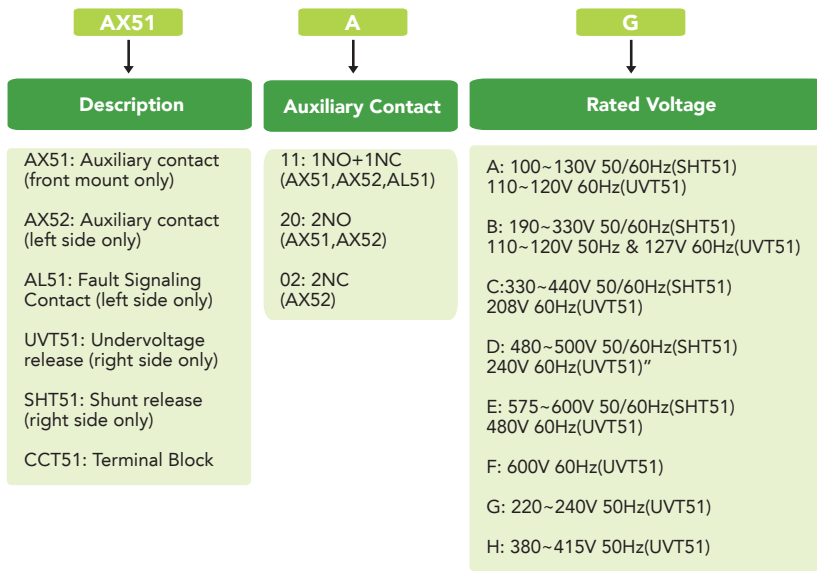 AX51
A
G
Description
Auxiliary Contact
Rated Voltage
AX51: Auxiliary contact
(front mount only)
AX52: Auxiliary contact
(left side only)
AL51: Fault Signaling
Contact (left side only)
UVT51: Undervoltage
release (right side only)
SHT51: Shunt release
(right side only)
CCT51: Terminal Block
11: 1NO+1NC
(AX51,AX52,AL51)
20: 2NO
(AX51,AX52)
02: 2NC
(AX52)
A: 100~130V 50/60Hz(SHT51)
110~120V 60Hz(UVT51)
B: 190~330V 50/60Hz(SHT51)
110~120V 50Hz & 127V 60Hz(UVT51)
C:330~440V 50/60Hz(SHT51)
208V 60Hz(UVT51)
D: 480~500V 50/60Hz(SHT51)
240V 60Hz(UVT51)”
E: 575~600V 50/60Hz(SHT51)
480V 60Hz(UVT51)
F: 600V 60Hz(UVT51)
G: 220~240V 50Hz(UVT51)
H: 380~415V 50Hz(UVT51)